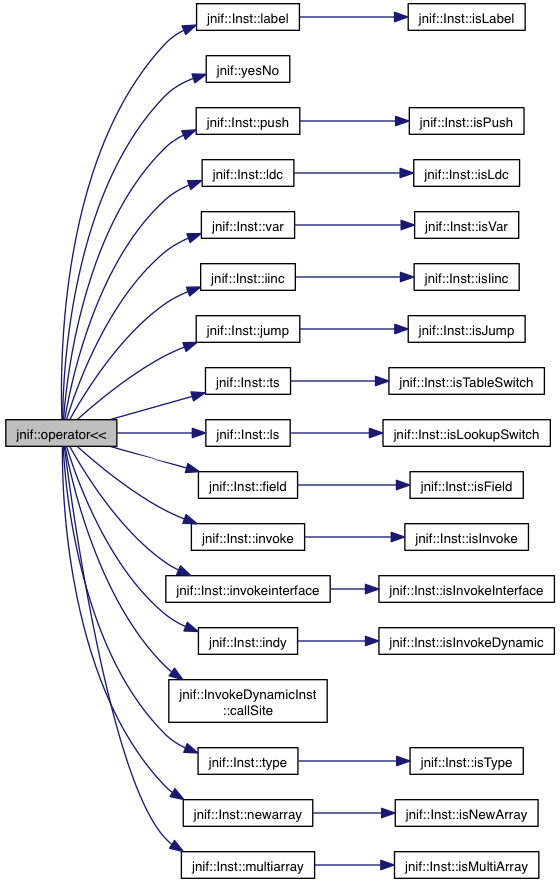 jnif::Inst::label
jnif::Inst::isLabel
jnif::yesNo
jnif::Inst::push
jnif::Inst::isPush
jnif::Inst::ldc
jnif::Inst::isLdc
jnif::Inst::var
jnif::Inst::isVar
jnif::Inst::iinc
jnif::Inst::isIinc
jnif::Inst::jump
jnif::Inst::isJump
jnif::Inst::ts
jnif::Inst::isTableSwitch
jnif::operator<<
jnif::Inst::ls
jnif::Inst::isLookupSwitch
jnif::Inst::field
jnif::Inst::isField
jnif::Inst::invoke
jnif::Inst::isInvoke
jnif::Inst::invokeinterface
jnif::Inst::isInvokeInterface
jnif::Inst::indy
jnif::Inst::isInvokeDynamic
jnif::InvokeDynamicInst
::callSite
jnif::Inst::type
jnif::Inst::isType
jnif::Inst::newarray
jnif::Inst::isNewArray
jnif::Inst::multiarray
jnif::Inst::isMultiArray